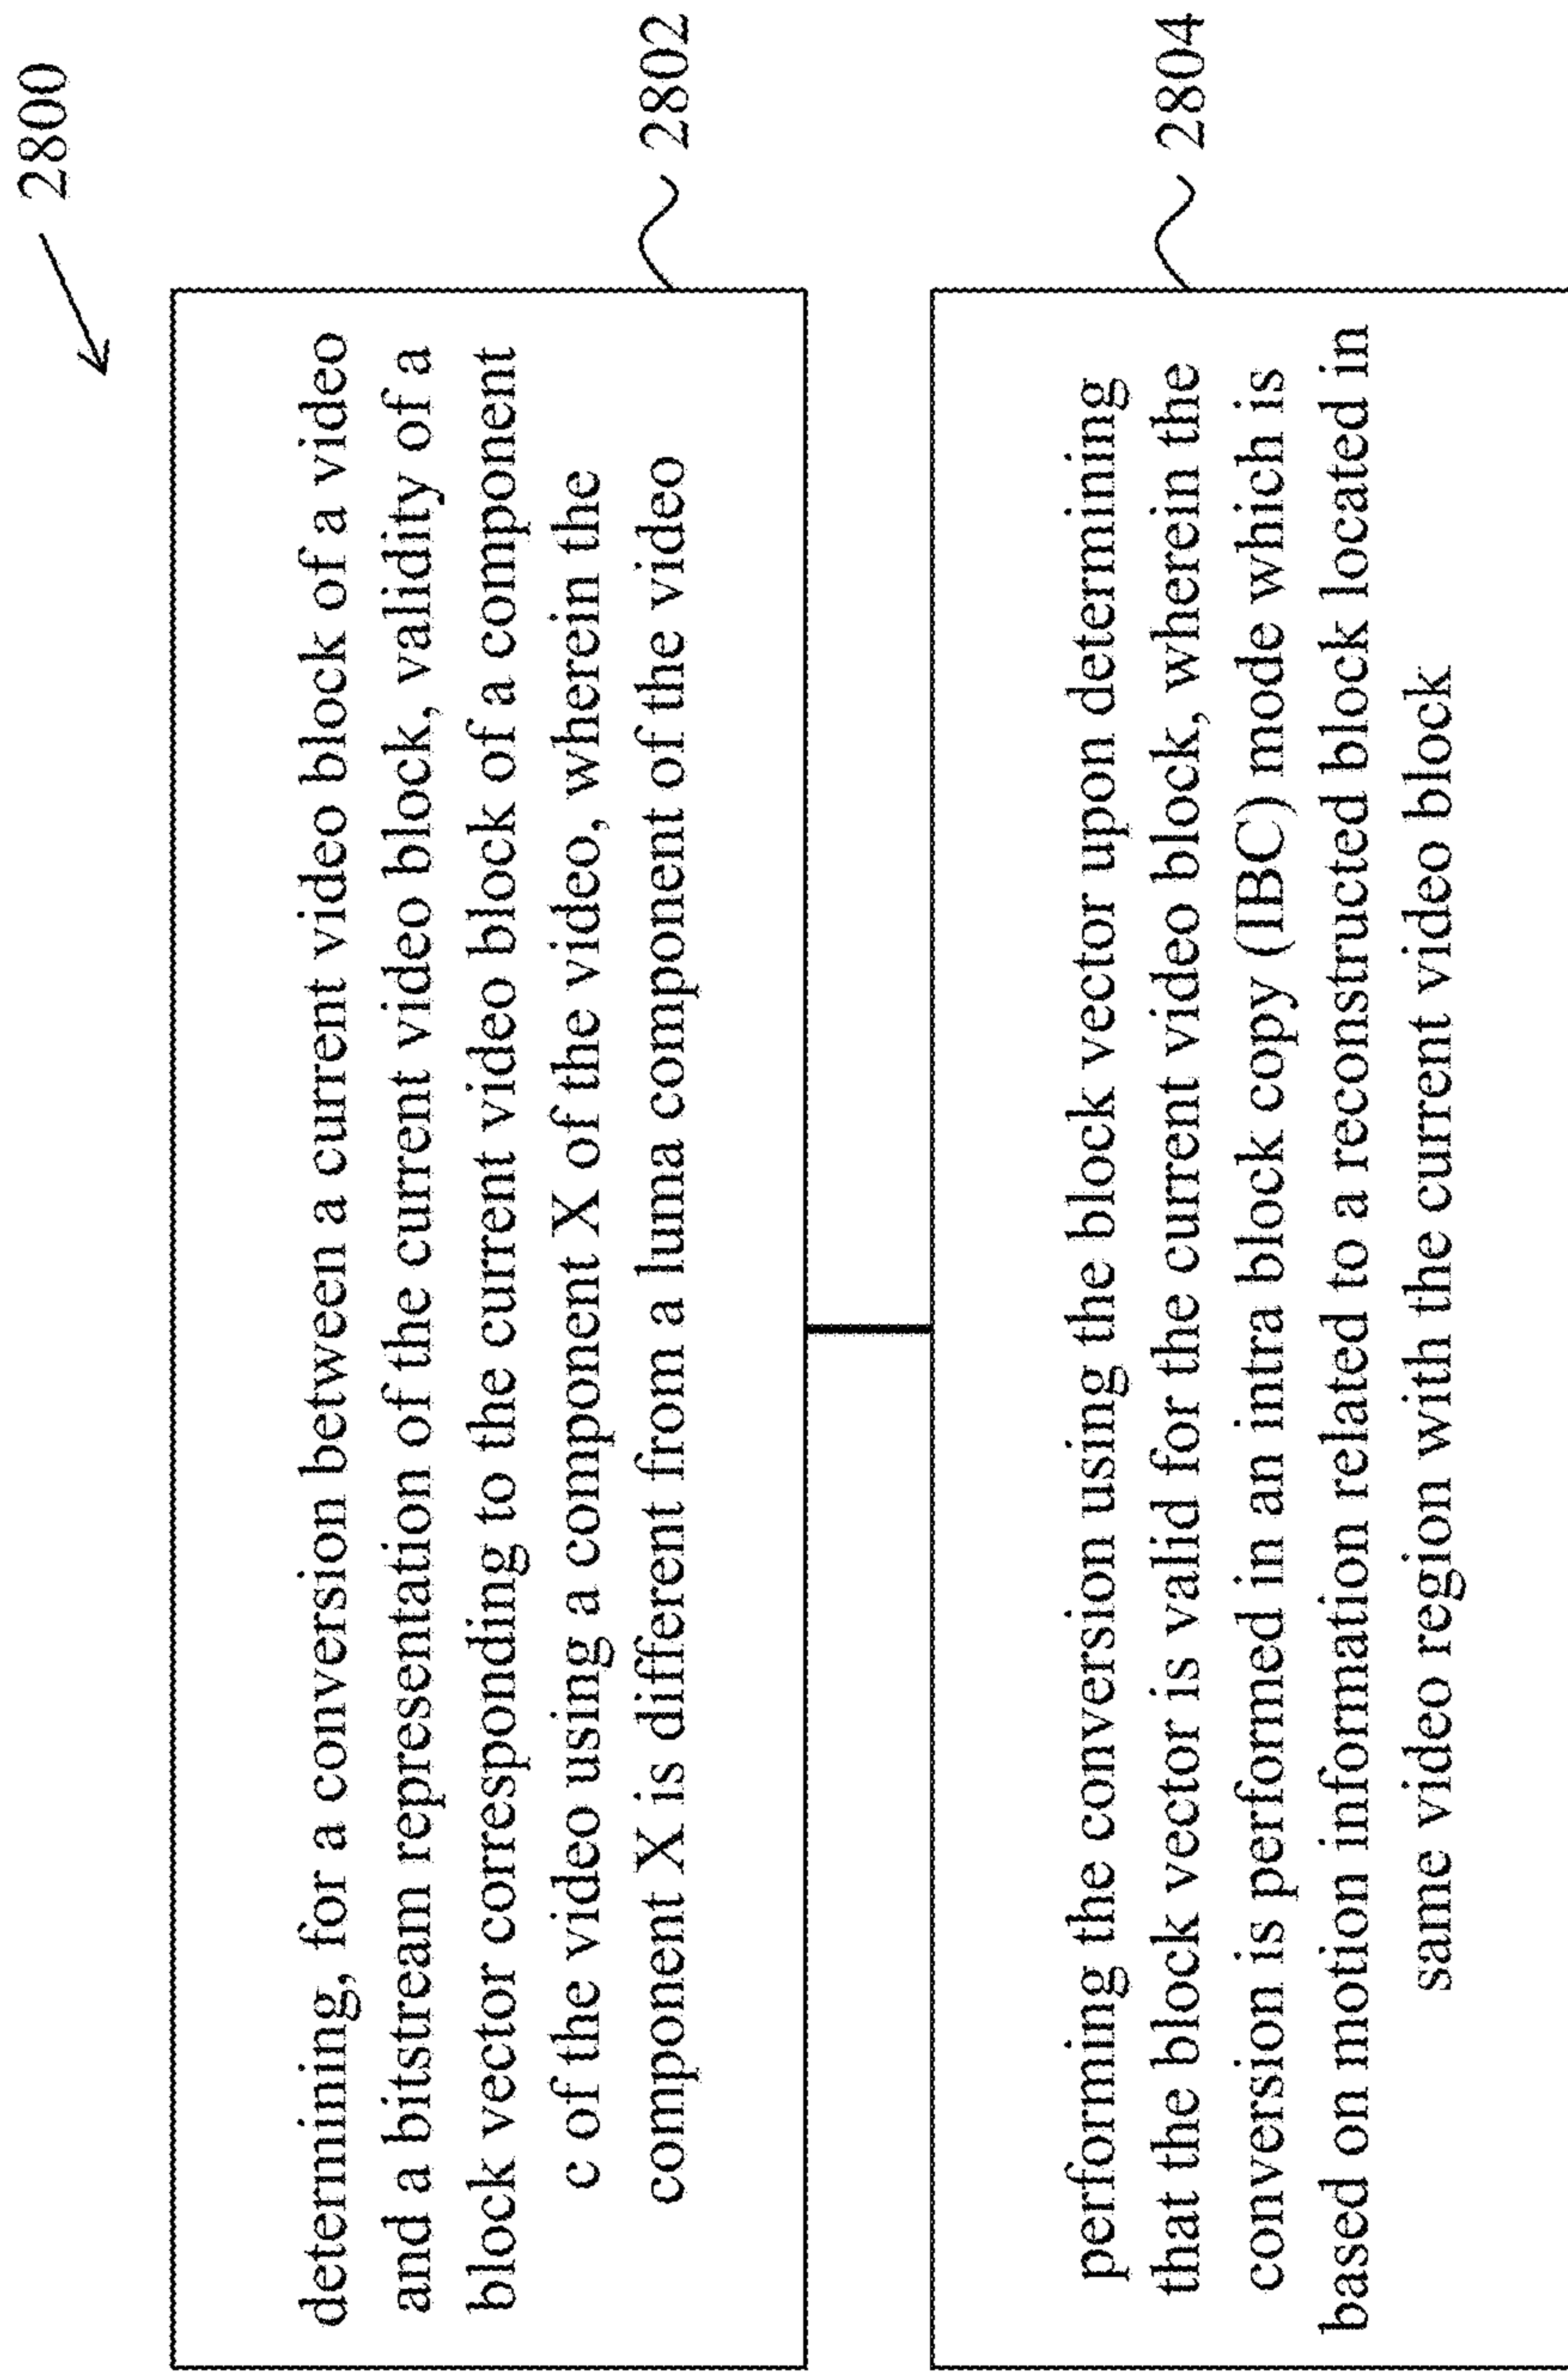 2800
determining, for a conversion between a current video block of a video
and a bitstream representation of the current video block, validity of a
block vector corresponding to the current video block of a component
c of the video using a component X of the video, wherein the
component X is different from a luma component of the video
2802
performing the conversion using the block vector upon determining
that the block vector is valid for the current video block, wherein the
conversion is performed in an intra block copy (IBC) mode which is
based on motion information related to a reconstructed block located in
same video region with the current video block
2804